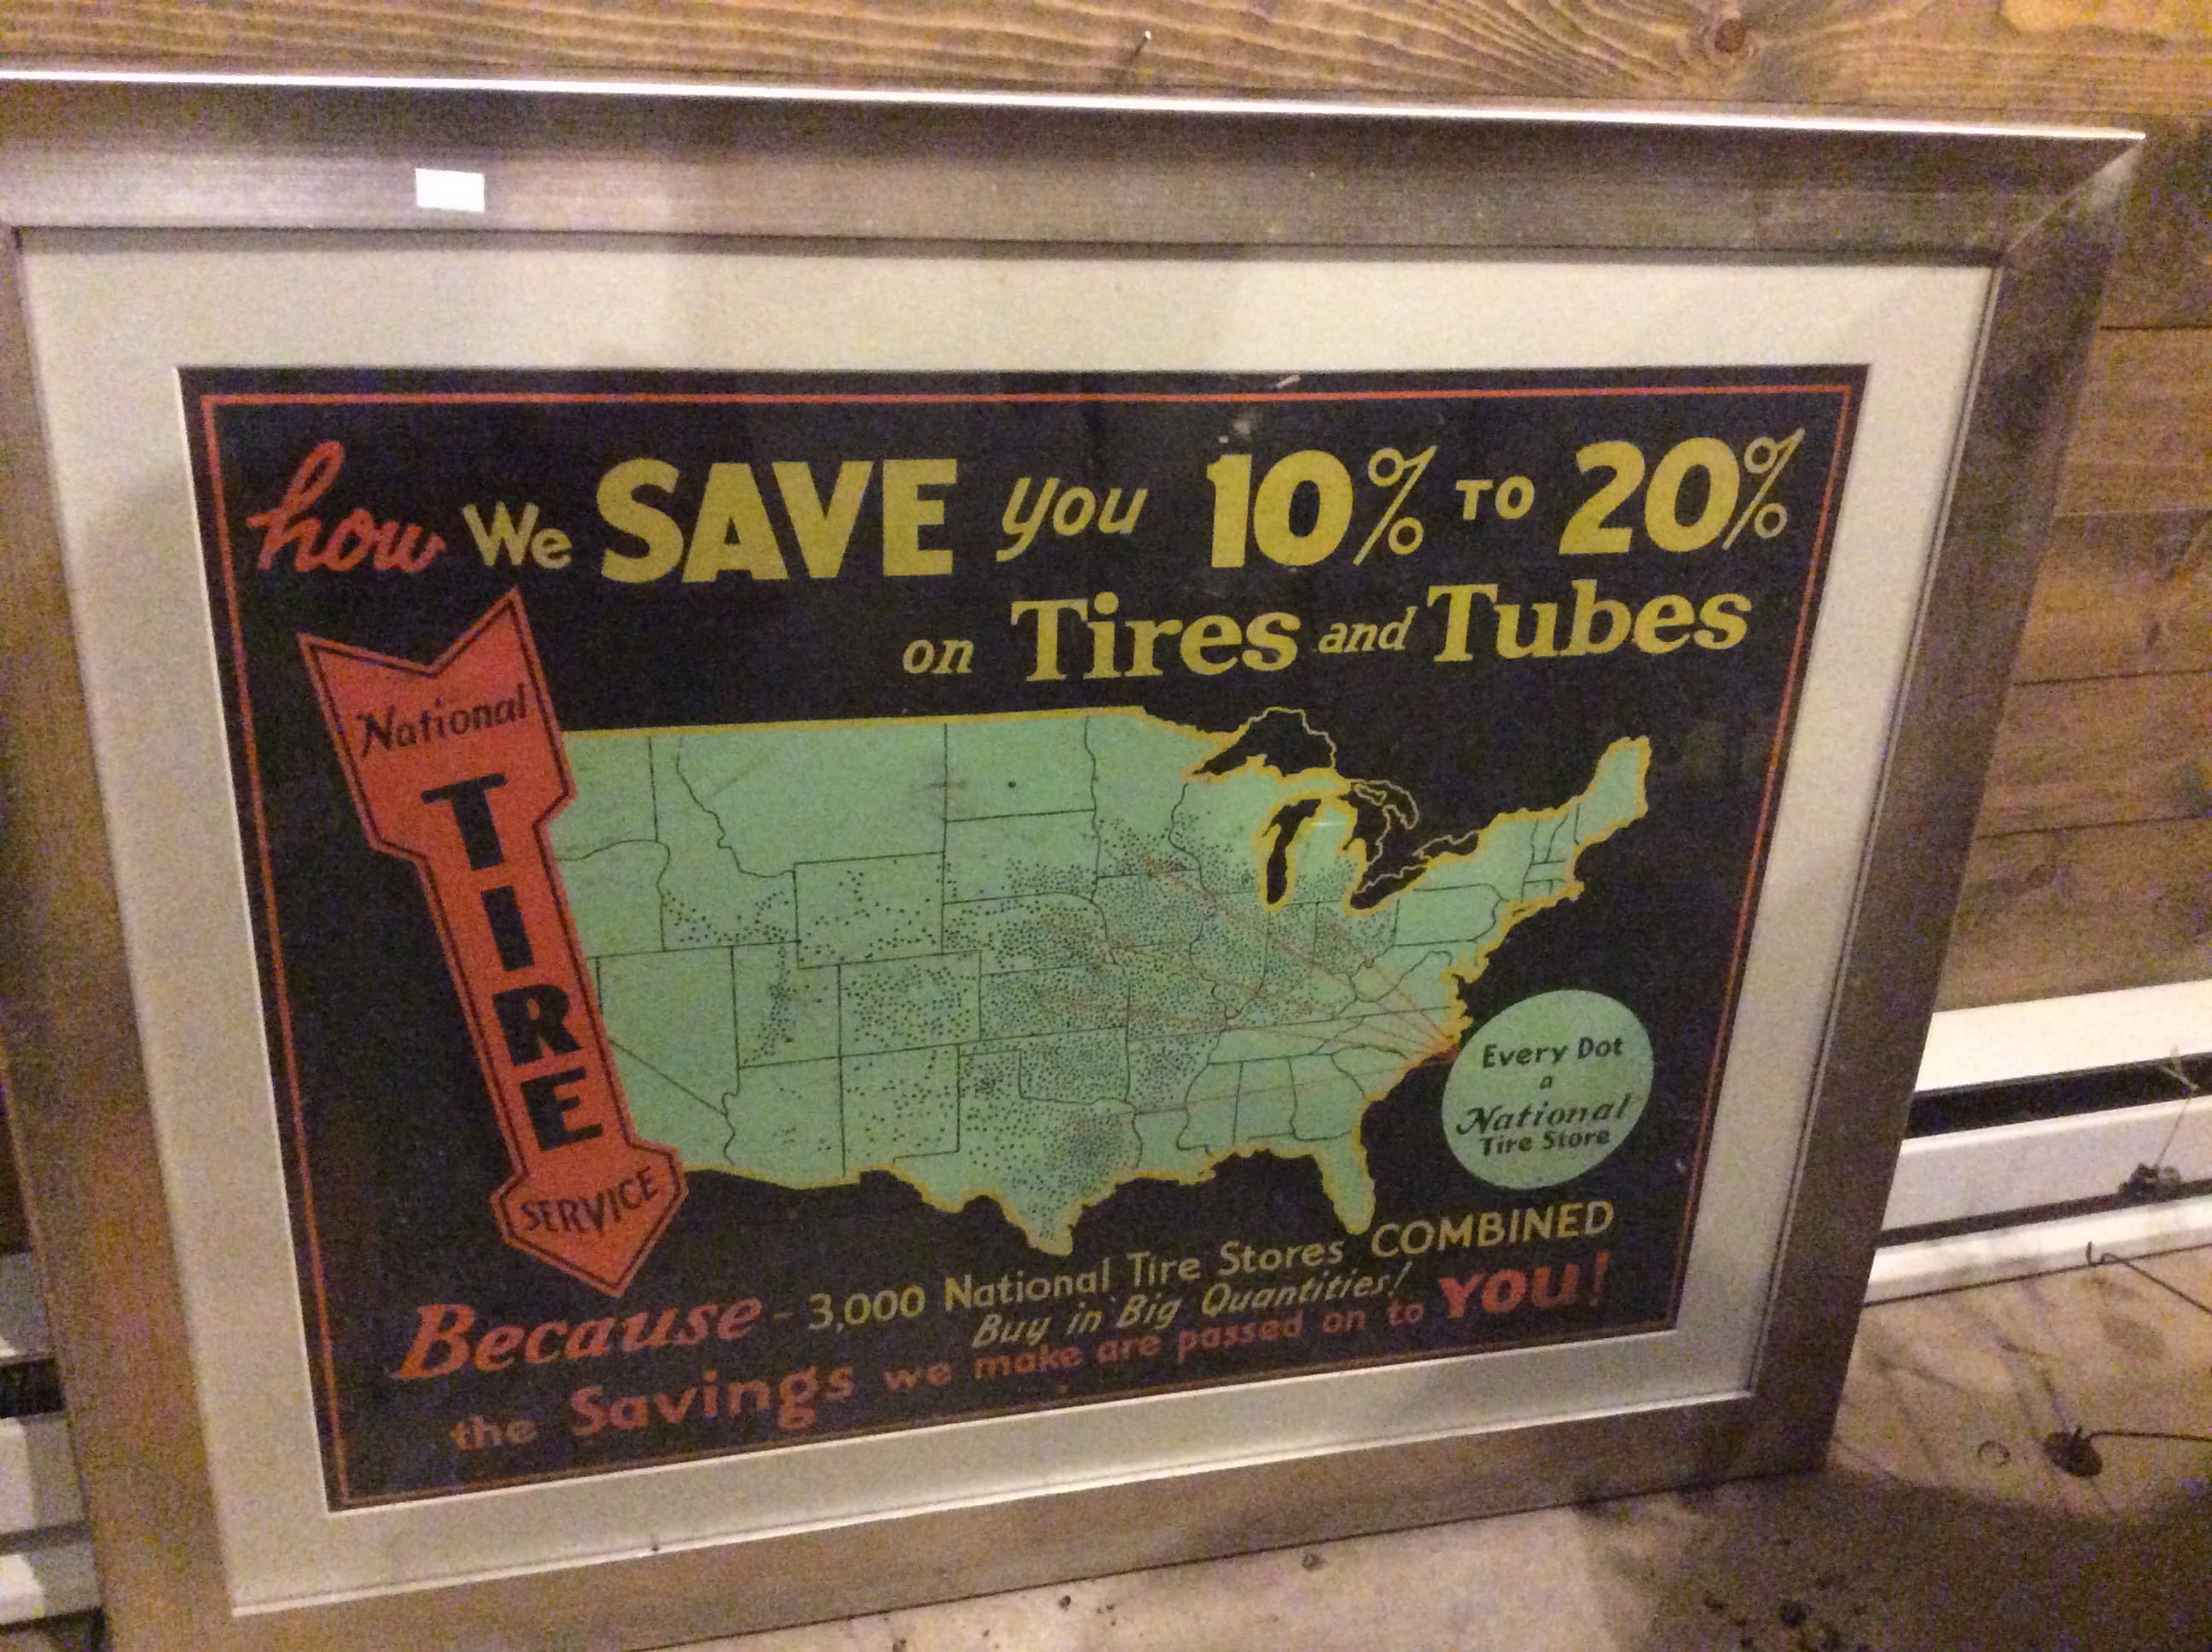 how We SAVE you 10% TO 20%
on Tires and Tubes
National
TIRE
SERVICE
Every Dot
a
National
Tire Store
Because - 3,000 National Tire Stores COMBINED
Buy in Big Quantities!
the Savings we make are passed on to YOU!